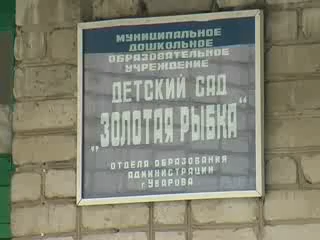 МУНИЦИПАЛЬНОЕ
ДОШКОЛЬНОЕ
ОБРАЗОВАТЕЛЬНОЕ
УЧРЕЖДЕНИЕ
ДЕТСКИЙ САД
„ЗОЛОТАЯ РЫБКА“
ОТДЕЛА ОБРАЗОВАНИЯ
АДМИНИСТРАЦИИ
г. УВАРОВА